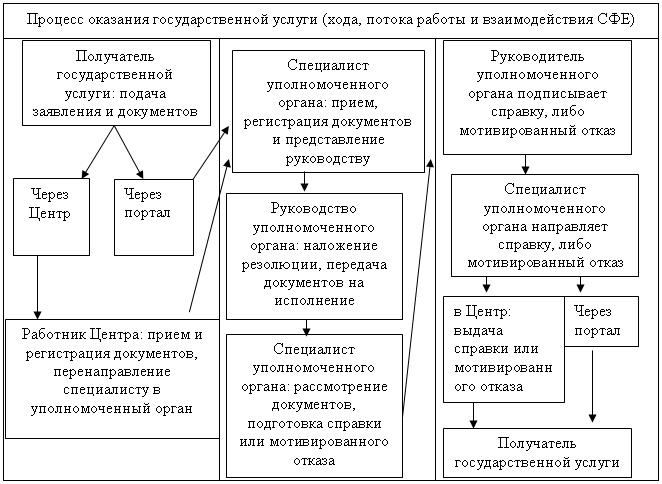 Процесс оказания государственной услуги (хода, потока работы и взаимодействия СФЕ)
Получатель
государственной
услуги: подача
заявления и документов
Через
Центр
Через
портал
Работник Центра: прием и
регистрация документов,
перенаправление
специалисту в
уполномоченный орган
Специалист
уполномоченного
органа: прием,
регистрация документов
и представление
руководству
Руководство
уполномоченного
органа: наложение
резолюции, передача
документов на
исполнение
Специалист
уполномоченного
органа: рассмотрение
документов,
подготовка справки
или мотивированного
отказа
Руководитель
уполномоченного
органа подписывает
справку, либо
мотивированный отказ
Специалист
уполномоченного
органа направляет
справку, либо
мотивированный отказ
в Центр:
выдача
справки или
мотивированн
ого отказа
Через
портал
Получатель
государственной услуги